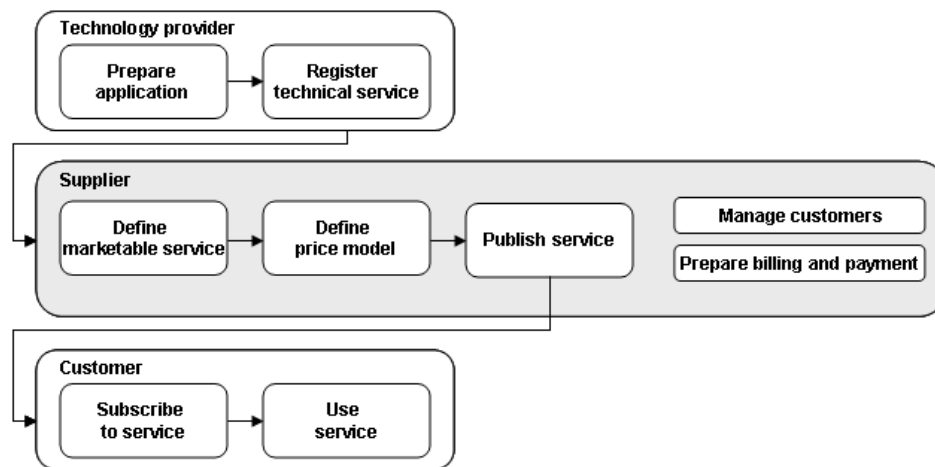 Technology provider
Prepare
application
Register
technical service
Supplier
Define
marketable service
Define
price model
Publish service
Manage customers
Prepare billing and payment
Customer
Subscribe
to service
Use
service